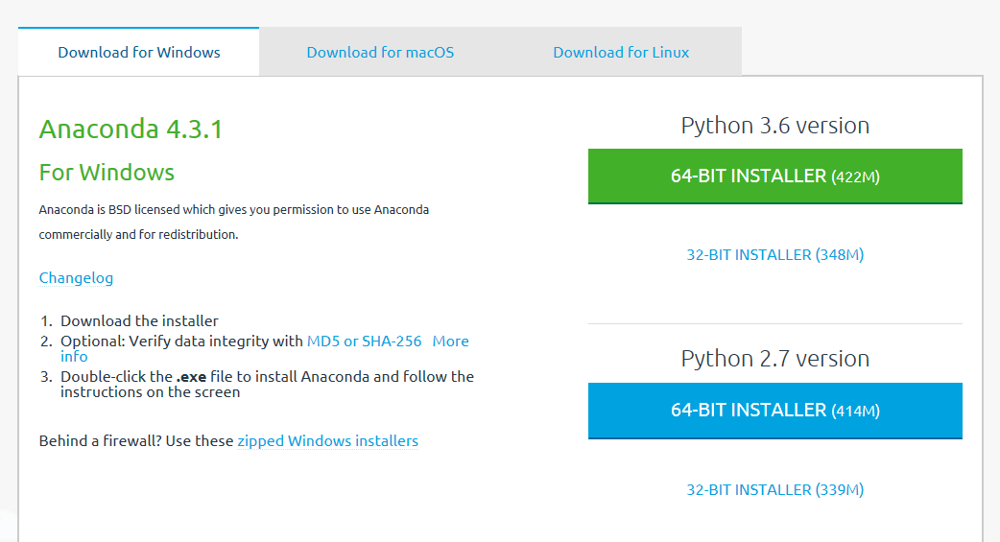 Download for Windows
Download for macOS
Download for Linux
Anaconda 4.3.1
For Windows
Anaconda is BSD licensed which gives you permission to use Anaconda
commercially and for redistribution.
Changelog
1. Download the installer
2. Optional: Verify data integrity with MD5 or SHA-256 More
info
3. Double-click the .exe file to install Anaconda and follow the
instructions on the screen
Behind a firewall? Use these zipped Windows installers
Python 3.6 version
64-BIT INSTALLER (422M)
32-BIT INSTALLER (348M)
Python 2.7 version
64-BIT INSTALLER (414M)
32-BIT INSTALLER (339M)